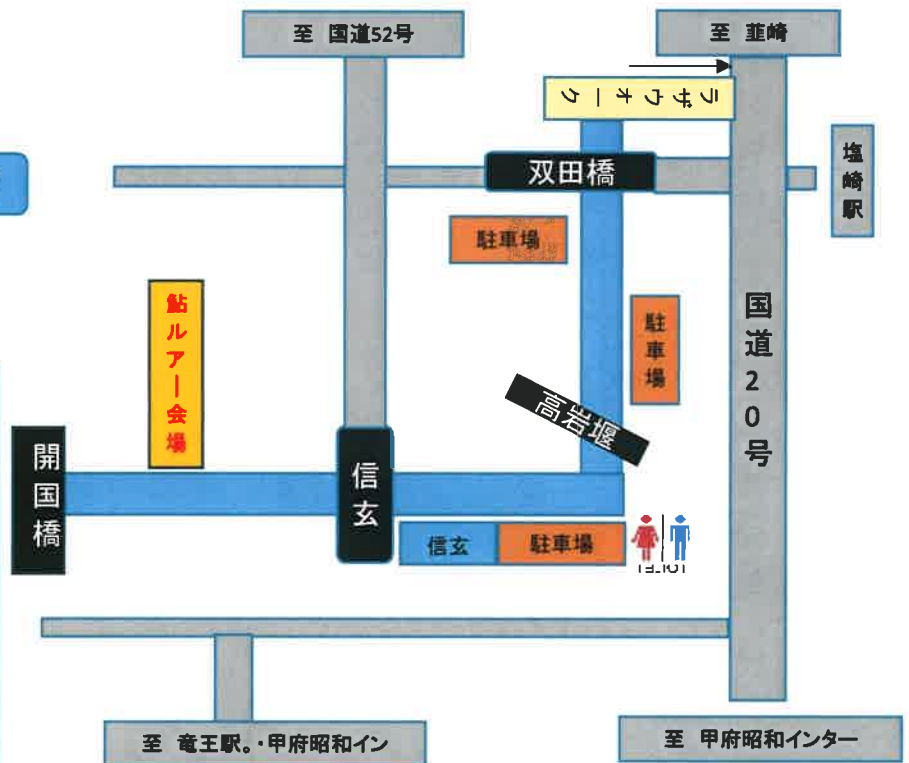 至 国道52号
至 韮崎
ラザウォーク
双田橋
塩崎駅
駐車場
鮎ルアー会場
駐車場
国道20号
高岩堰
開国橋
信玄
信玄
駐車場
至 竜王駅。・甲府昭和イン
至 甲府昭和インター